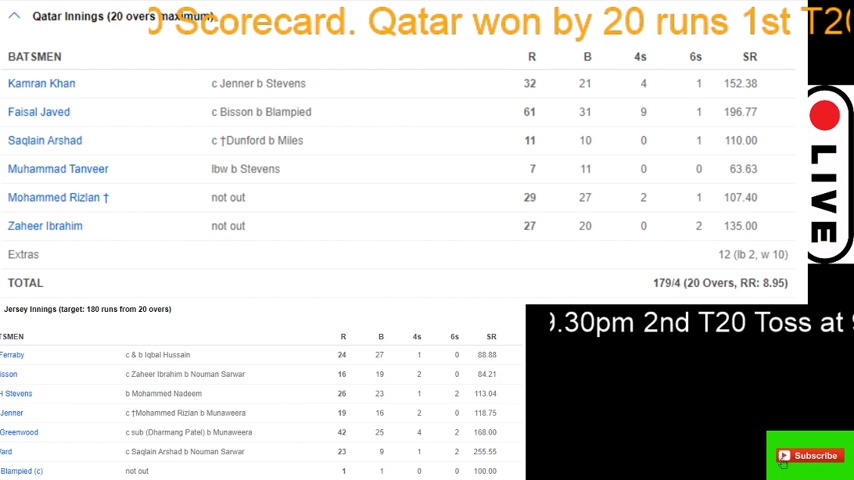 Qatar Innings (20 overs maximum)
Scorecard. Qatar won by 20 runs 1st T20
BATSMEN R B 4s 6s SR
Kamran Khan c Jenner b Stevens 32 21 4 1 152.38
Faisal Javed c Bisson b Blampied 61 31 9 1 196.77
Saqlain Arshad c †Dunford b Miles 11 10 0 1 110.00
Muhammad Tanveer lbw b Stevens 7 11 0 0 63.63
Mohammed Rizlan † not out 29 27 2 1 107.40
Zaheer Ibrahim not out 27 20 0 2 135.00
Extras 12 (lb 2, w 10)
TOTAL 179/4 (20 Overs, RR: 8.95)
LIVE
Jersey Innings (target: 180 runs from 20 overs)
TSMEN R B 4s 6s SR
Ferraby c & b Iqbal Hussain 24 27 1 0 88.88
isson c Zaheer Ibrahim b Nouman Sarwar 16 19 2 0 84.21
H Stevens b Mohammed Nadeem 26 23 1 2 113.04
Jenner c †Mohammed Rizlan b Munaweera 19 16 2 0 118.75
Greenwood c sub (Dharmang Patel) b Munaweera 42 25 4 2 168.00
ard c Saqlain Arshad b Nouman Sarwar 23 9 1 2 255.55
Blampied (c) not out 1 1 0 0 100.00
9.30pm 2nd T20 Toss at
Subscribe